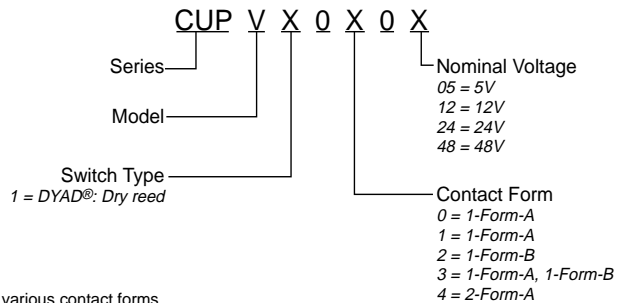 CUP V X 0 X 0 X
Series
Model
Switch Type
1 = DYAD®: Dry reed
Nominal Voltage
05 = 5V
12 = 12V
24 = 24V
48 = 48V
Contact Form
0 = 1-Form-A
1 = 1-Form-A
2 = 1-Form-B
3 = 1-Form-A, 1-Form-B
4 = 2-Form-A
various contact forms